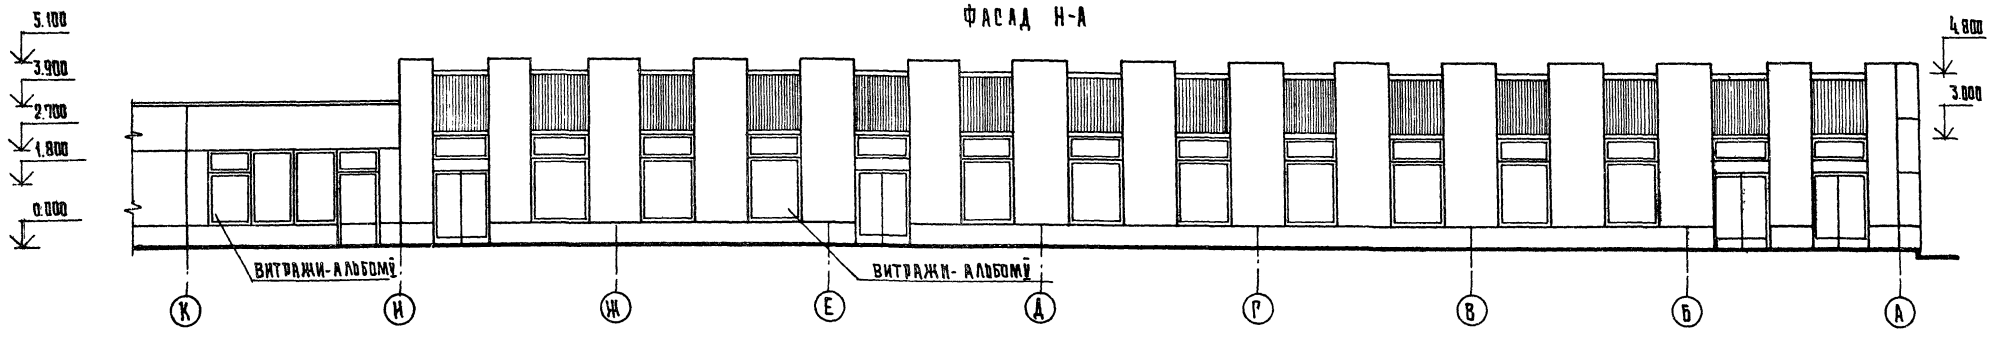 ФАСАД Н-А
5.100
3.900
2.700
1.800
0.000
4.800
3.000
ВИТРАЖИ-АЛЬБОМ V
ВИТРАЖИ- АЛЬБОМ V
К Н Ж Е Д Г В Б А